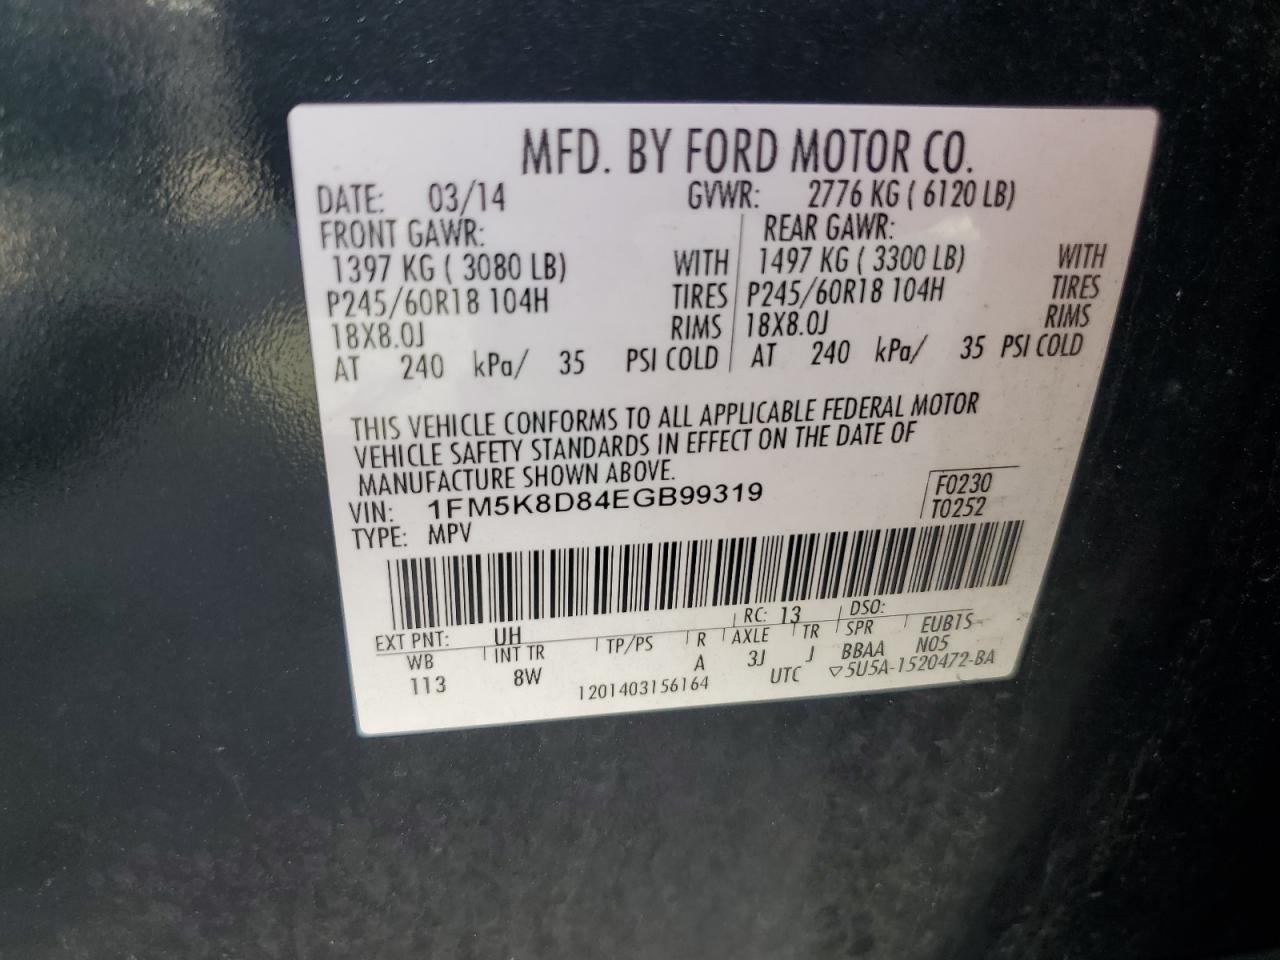 MFD. BY FORD MOTOR CO.
DATE: 03/14 GVWR: 2776 KG ( 6120 LB)
FRONT GAWR: REAR GAWR:
1397 KG ( 3080 LB) WITH 1497 KG ( 3300 LB) WITH
P245/60R18 104H TIRES P245/60R18 104H TIRES
18X8.0J RIMS 18X8.0J RIMS
AT 240 kPa/ 35 PSI COLD AT 240 kPa/ 35 PSI COLD
THIS VEHICLE CONFORMS TO ALL APPLICABLE FEDERAL MOTOR
VEHICLE SAFETY STANDARDS IN EFFECT ON THE DATE OF
MANUFACTURE SHOWN ABOVE.
VIN: 1FM5K8D84EGB99319 F0230
TYPE: MPV T0252
EXT PNT: UH RC: 13 DSO:
WB INT TR TP/PS R AXLE TR SPR EUB1S
113 8W A 3J J BBAA N05
1201403156164 UTC ▽5U5A-1520472-BA